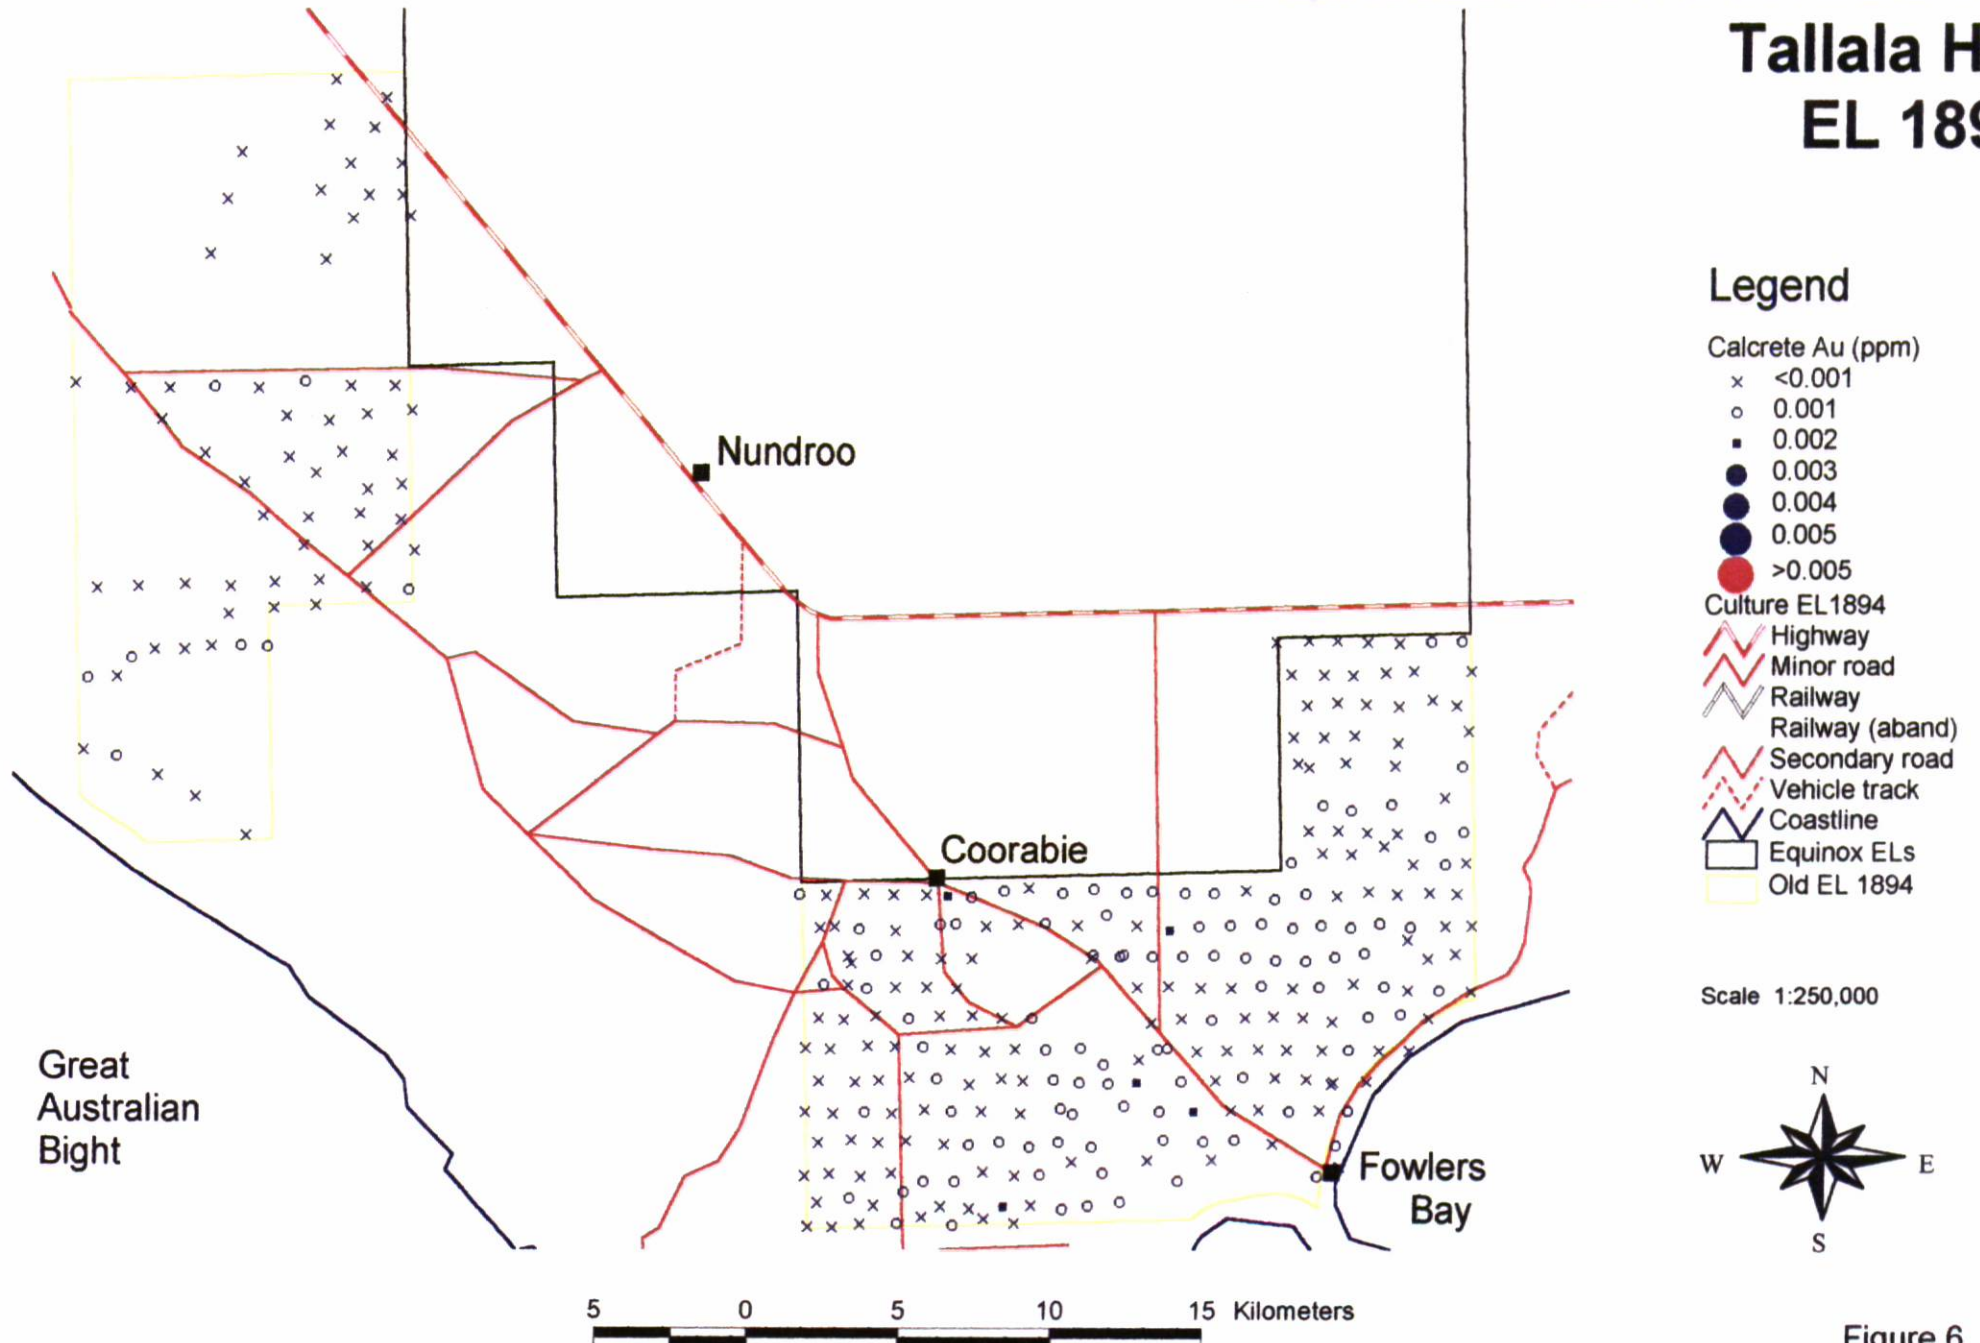 Tallala H
EL 189
Legend
Calcrete Au (ppm)
<0.001
0.001
0.002
0.003
0.004
0.005
>0.005
Culture EL1894
Highway
Minor road
Railway
Railway (aband)
Secondary road
Vehicle track
Coastline
Equinox ELs
Old EL 1894
Scale 1:250,000
N
W
E
S
Nundroo
Coorabie
Fowlers
Bay
Great
Australian
Bight
5 0 5 10 15 Kilometers
Figure 6